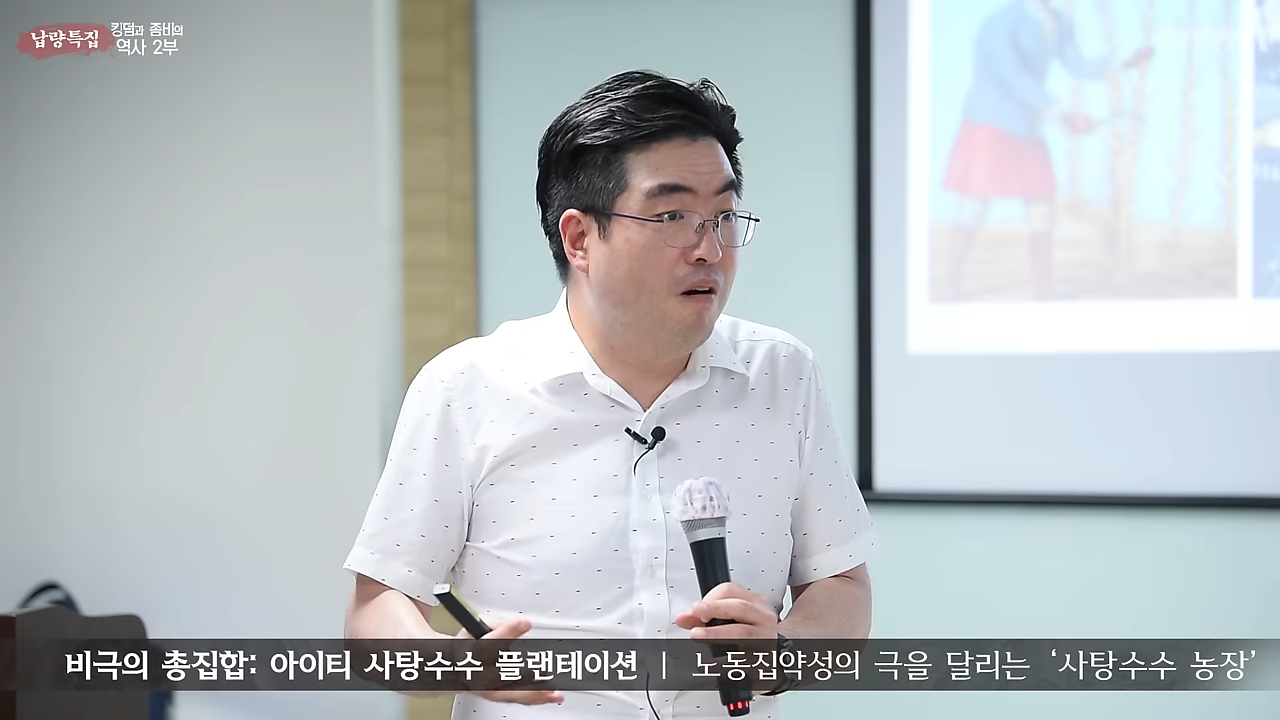 납량특집
킹덤과 좀비의
역사 2부
비극의 총집합: 아이티 사탕수수 플랜테이션 | 노동집약성의 극을 달리는 ‘사탕수수 농장’